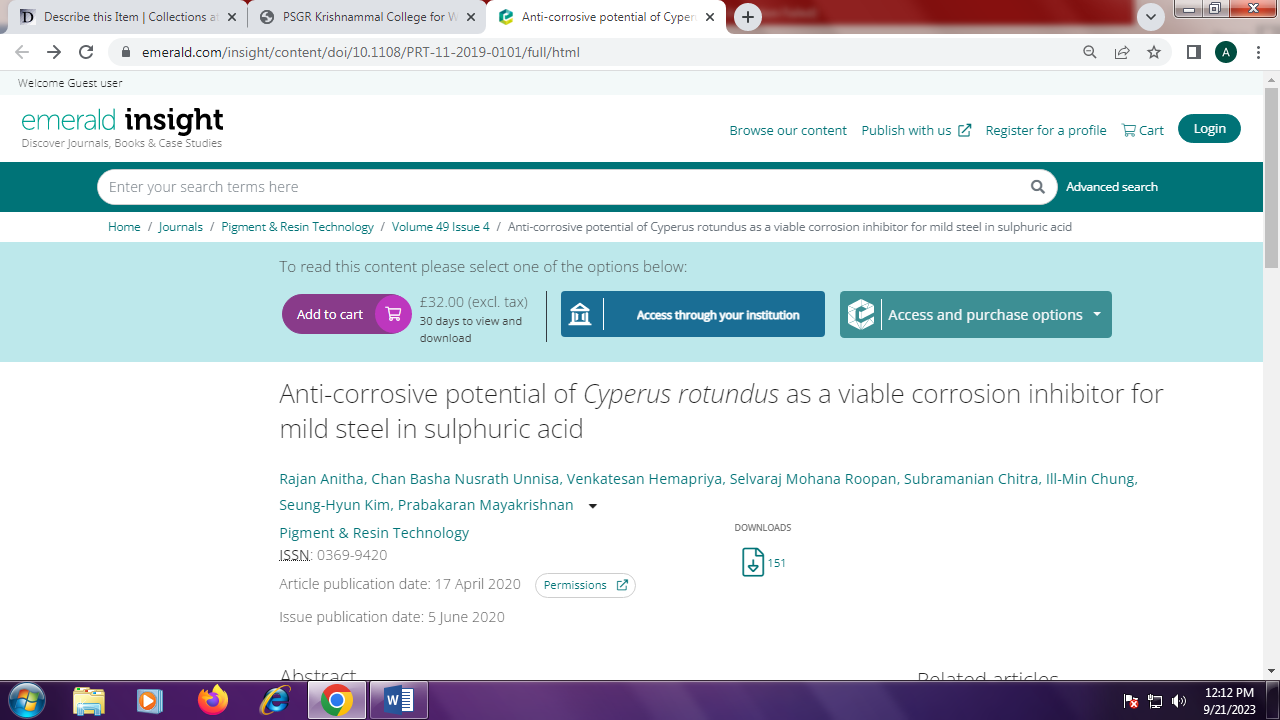 Describe this Item | Collections at
PSGR Krishnammal College for W
Anti-corrosive potential of Cyper
emerald.com/insight/content/doi/10.1108/PRT-11-2019-0101/full/html
A
Welcome Guest user
emerald insight
Discover Journals, Books & Case Studies
Browse our content
Publish with us
Register for a profile
Cart
Login
Enter your search terms here
Advanced search
Home / Journals / Pigment & Resin Technology / Volume 49 Issue 4 / Anti-corrosive potential of Cyperus rotundus as a viable corrosion inhibitor for mild steel in sulphuric acid
To read this content please select one of the options below:
Add to cart
£32.00 (excl. tax)
30 days to view and
download
Access through your institution
Access and purchase options
Anti-corrosive potential of Cyperus rotundus as a viable corrosion inhibitor for
mild steel in sulphuric acid
Rajan Anitha, Chan Basha Nusrath Unnisa, Venkatesan Hemapriya, Selvaraj Mohana Roopan, Subramanian Chitra, Ill-Min Chung,
Seung-Hyun Kim, Prabakaran Mayakrishnan
Pigment & Resin Technology
ISSN: 0369-9420
DOWNLOADS
151
Article publication date: 17 April 2020
Permissions
Issue publication date: 5 June 2020
Abstract
Related articles
12:12 PM
9/21/2023